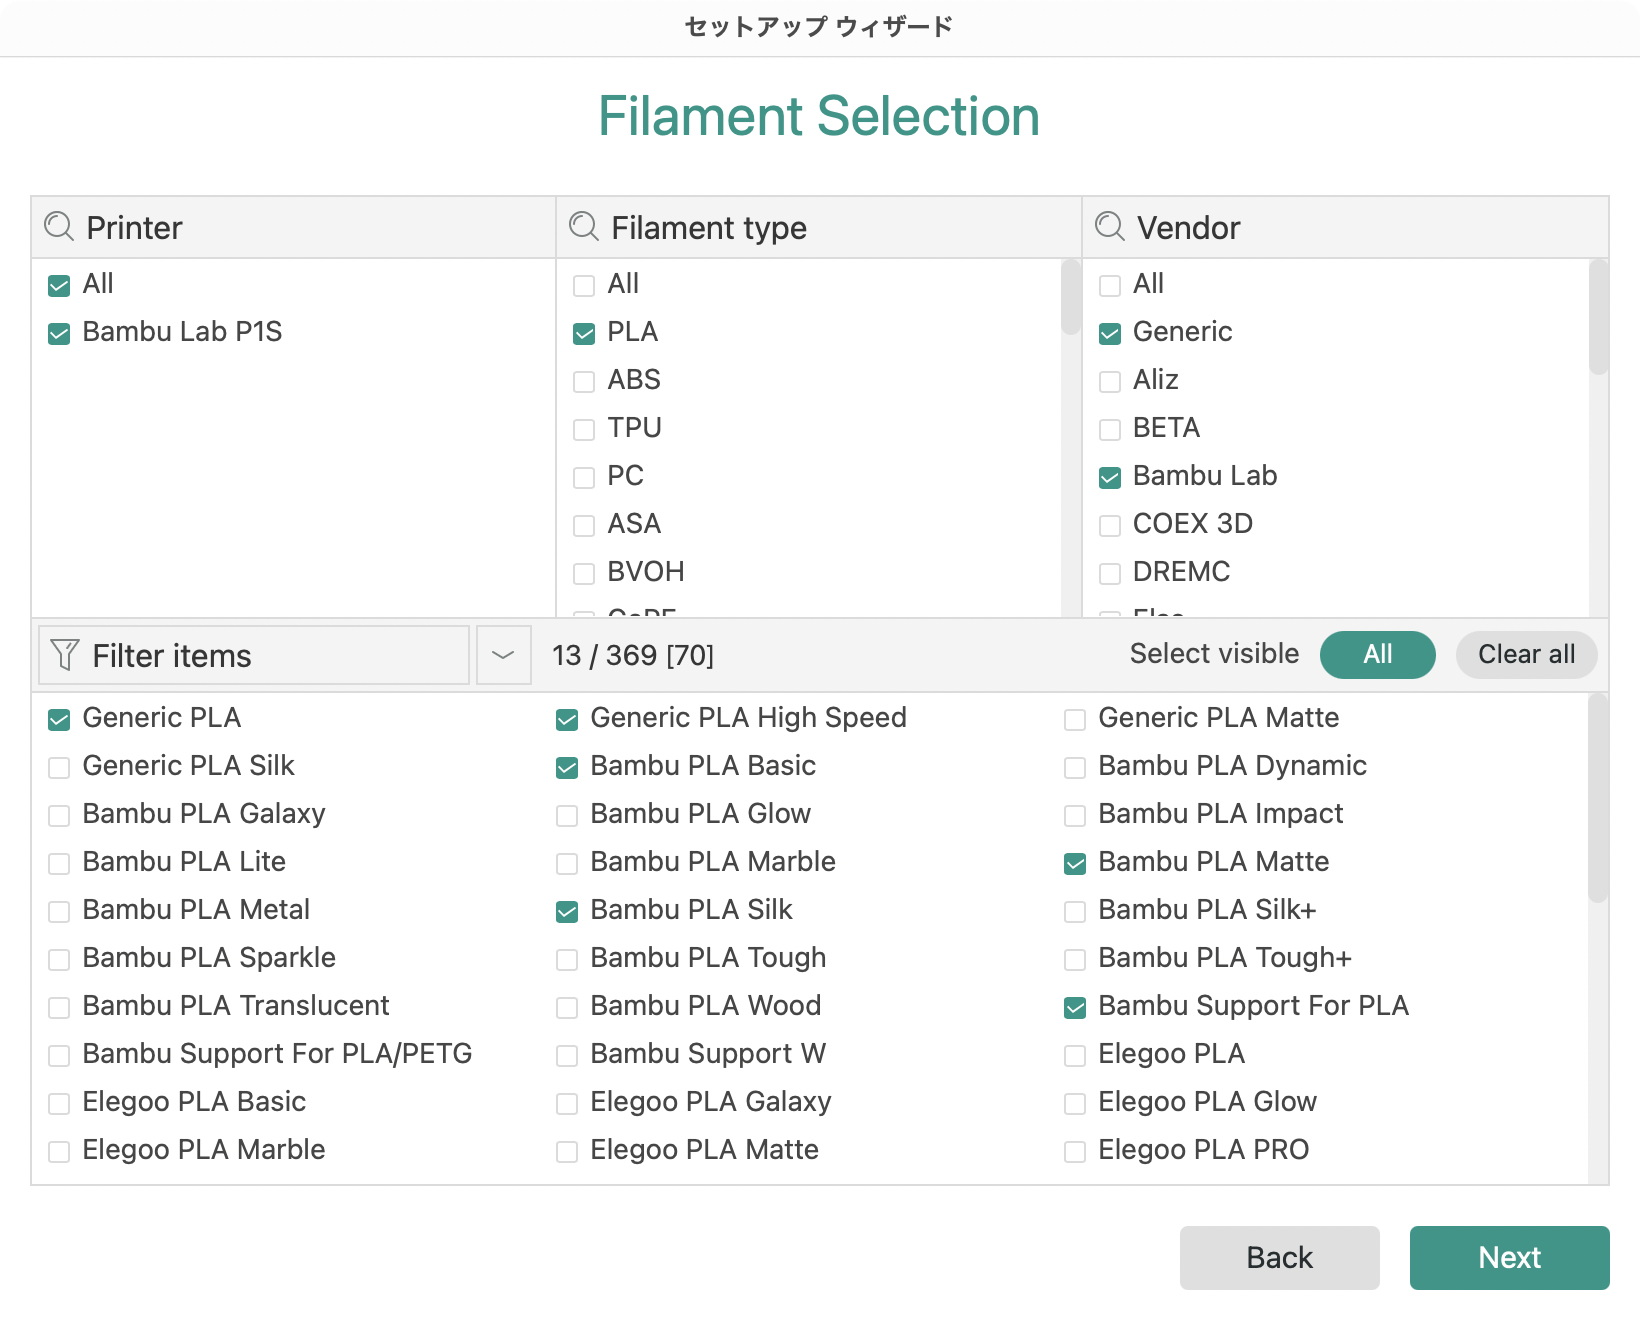 セットアップ ウィザード
Filament Selection
Printer
All
Bambu Lab P1S
Filament type
All
PLA
ABS
TPU
PC
ASA
BVOH
Vendor
All
Generic
Aliz
BETA
Bambu Lab
COEX 3D
DREMC
Filter items
13 / 369 [70]
Select visible
All
Clear all
Generic PLA
Generic PLA High Speed
Generic PLA Matte
Generic PLA Silk
Bambu PLA Basic
Bambu PLA Dynamic
Bambu PLA Galaxy
Bambu PLA Glow
Bambu PLA Impact
Bambu PLA Lite
Bambu PLA Marble
Bambu PLA Matte
Bambu PLA Metal
Bambu PLA Silk
Bambu PLA Silk+
Bambu PLA Sparkle
Bambu PLA Tough
Bambu PLA Tough+
Bambu PLA Translucent
Bambu PLA Wood
Bambu Support For PLA
Bambu Support For PLA/PETG
Bambu Support W
Elegoo PLA
Elegoo PLA Basic
Elegoo PLA Galaxy
Elegoo PLA Glow
Elegoo PLA Marble
Elegoo PLA Matte
Elegoo PLA PRO
Back
Next